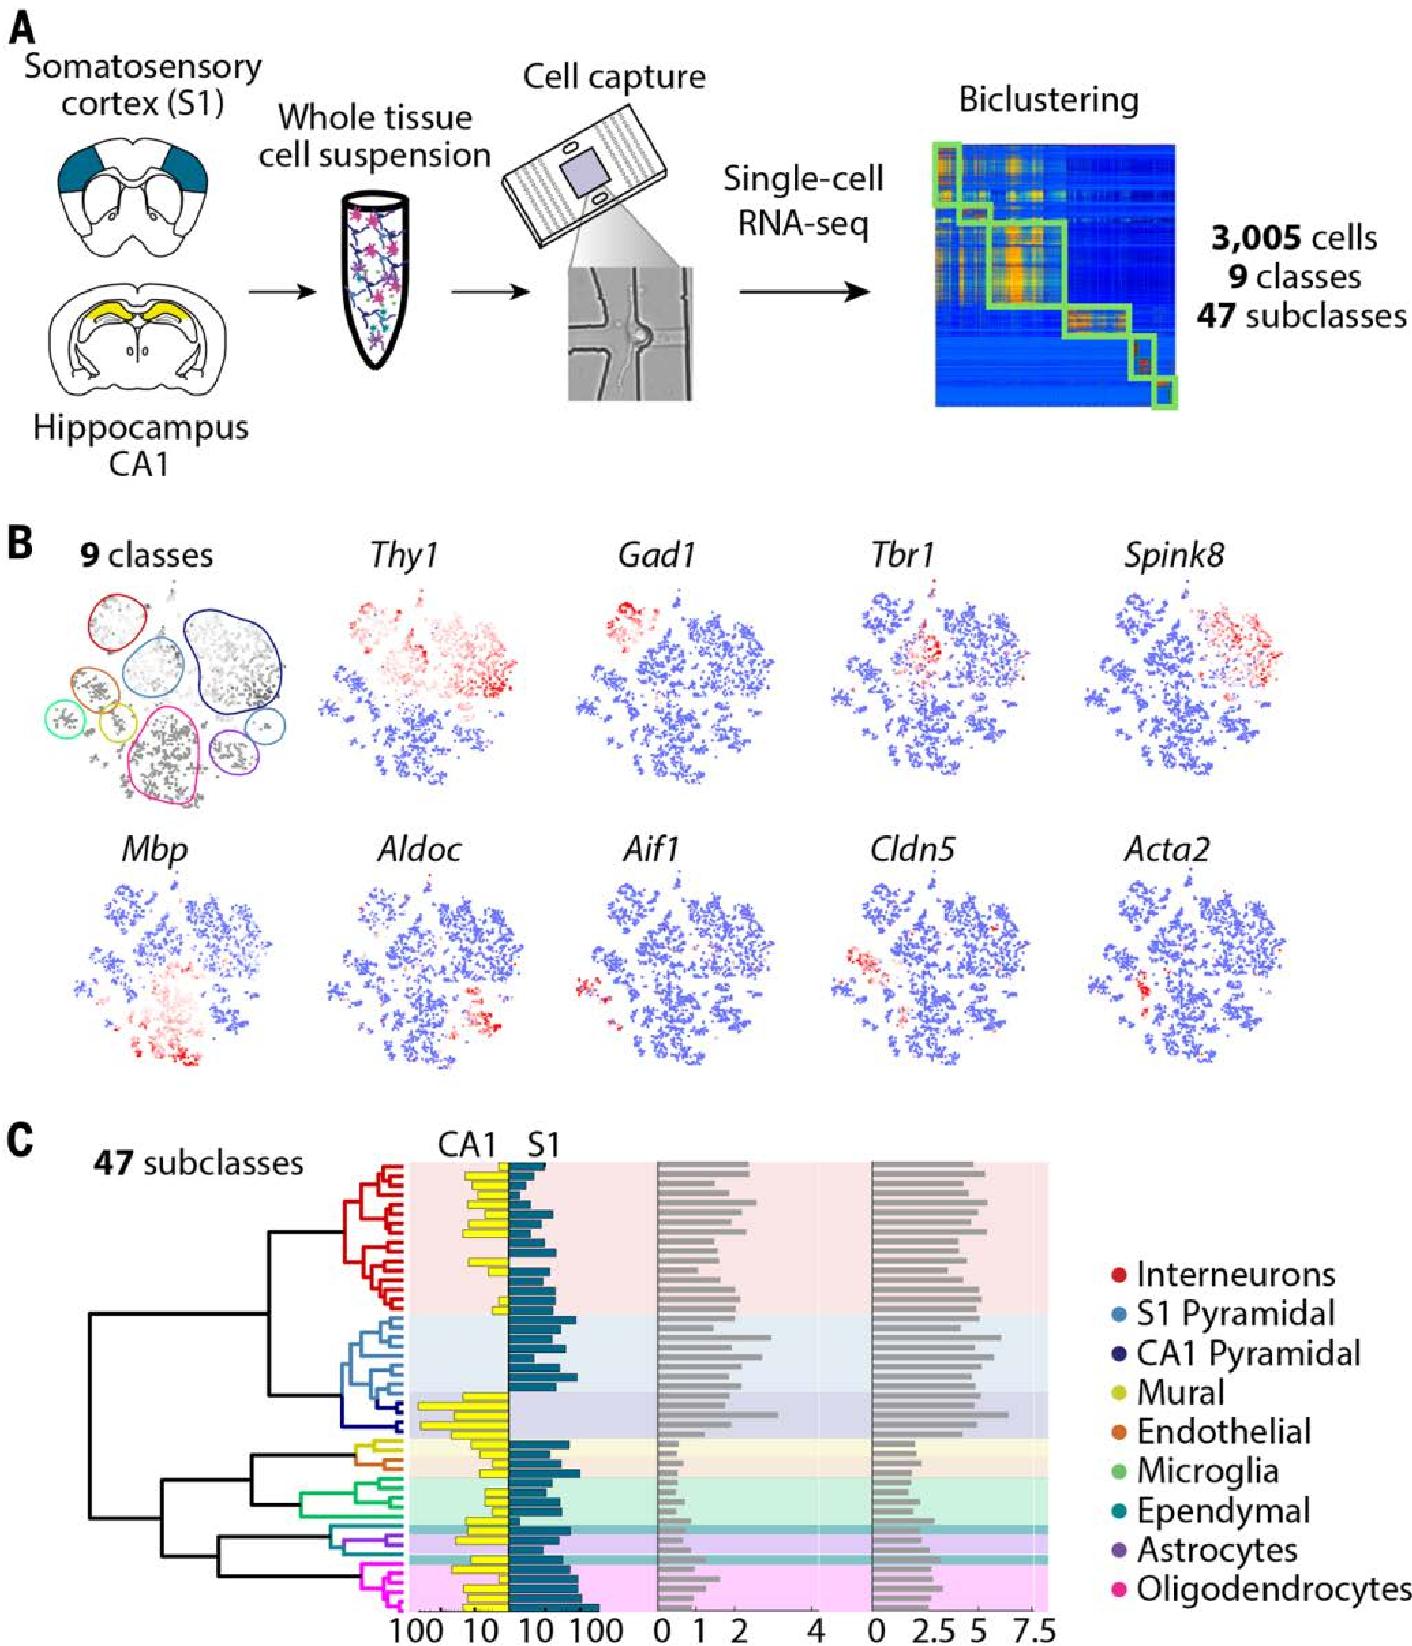 A
Somatosensory
cortex (S1)
Whole tissue
cell suspension
Cell capture
Single-cell
RNA-seq
Biclustering
3,005 cells
9 classes
47 subclasses
Hippocampus
CA1
B
9 classes
Thy1
Gad1
Tbr1
Spink8
Mbp
Aldoc
Aif1
Cldn5
Acta2
C
47 subclasses
CA1 S1
Interneurons
S1 Pyramidal
CA1 Pyramidal
Mural
Endothelial
Microglia
Ependymal
Astrocytes
Oligodendrocytes
100 10 10 100 0 1 2 4 0 2.5 5 7.5